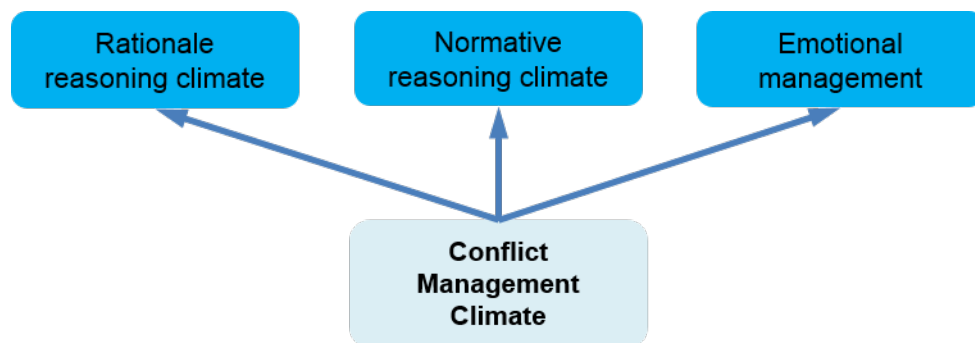 Rationale
reasoning climate
Normative
reasoning climate
Emotional
management
Conflict
Management
Climate